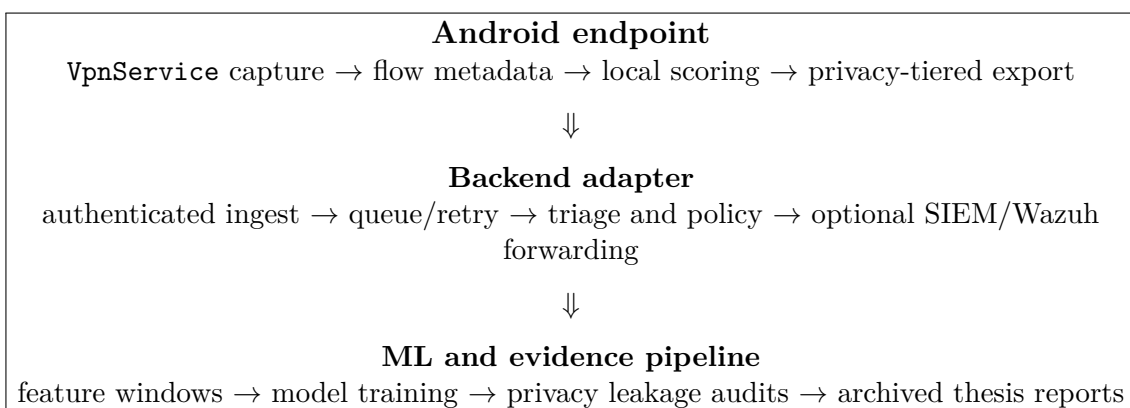 Android endpoint
VpnService capture → flow metadata → local scoring → privacy-tiered export
⇓
Backend adapter
authenticated ingest → queue/retry → triage and policy → optional SIEM/Wazuh
forwarding
⇓
ML and evidence pipeline
feature windows → model training → privacy leakage audits → archived thesis reports